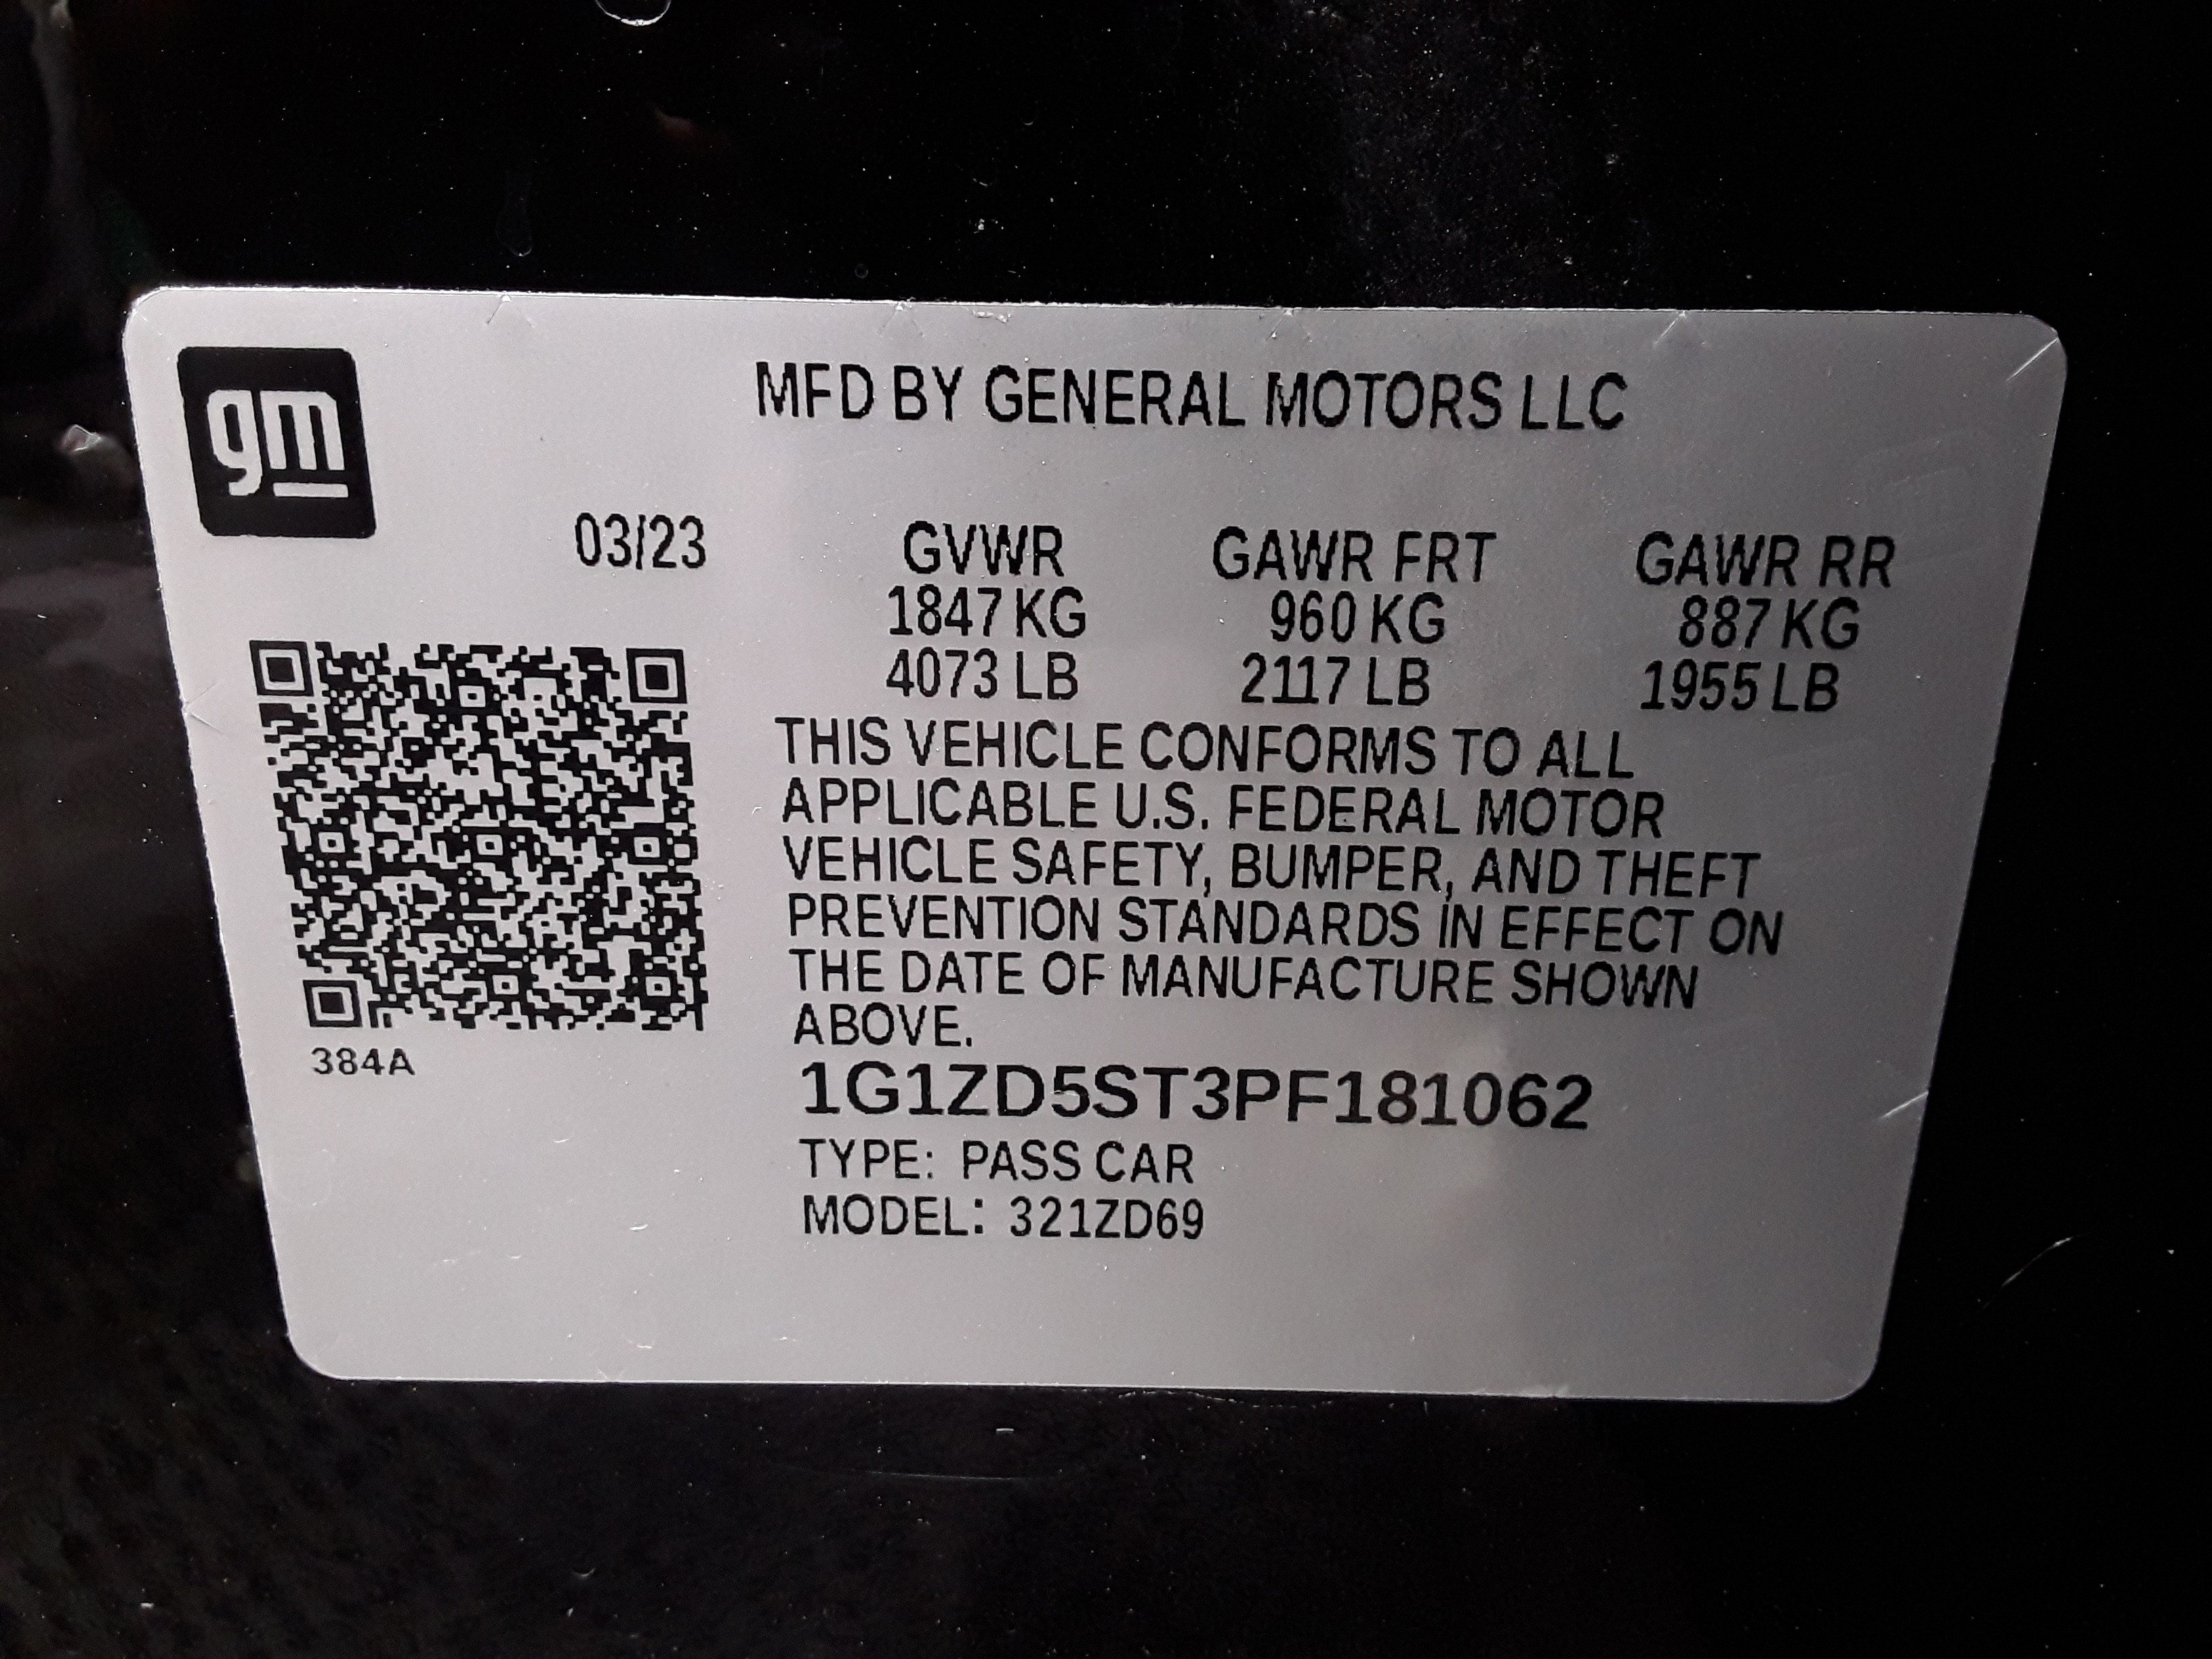 gm
MFD BY GENERAL MOTORS LLC
03/23 GVWR GAWR FRT GAWR RR
1847 KG 960 KG 887 KG
4073 LB 2117 LB 1955 LB
THIS VEHICLE CONFORMS TO ALL
APPLICABLE U.S. FEDERAL MOTOR
VEHICLE SAFETY, BUMPER, AND THEFT
PREVENTION STANDARDS IN EFFECT ON
THE DATE OF MANUFACTURE SHOWN
ABOVE.
384A
1G1ZD5ST3PF181062
TYPE: PASS CAR
MODEL: 321ZD69